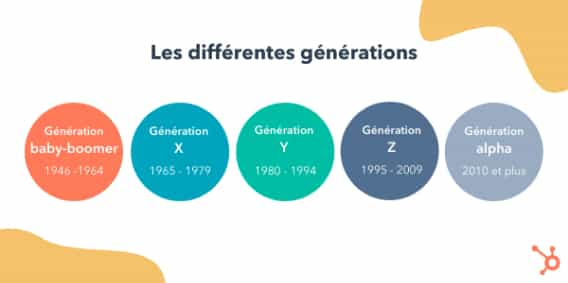 Les différentes générations
Génération
baby-boomer
1946 -1964
Génération
X
1965 - 1979
Génération
Y
1980 - 1994
Génération
Z
1995 - 2009
Génération
alpha
2010 et plus